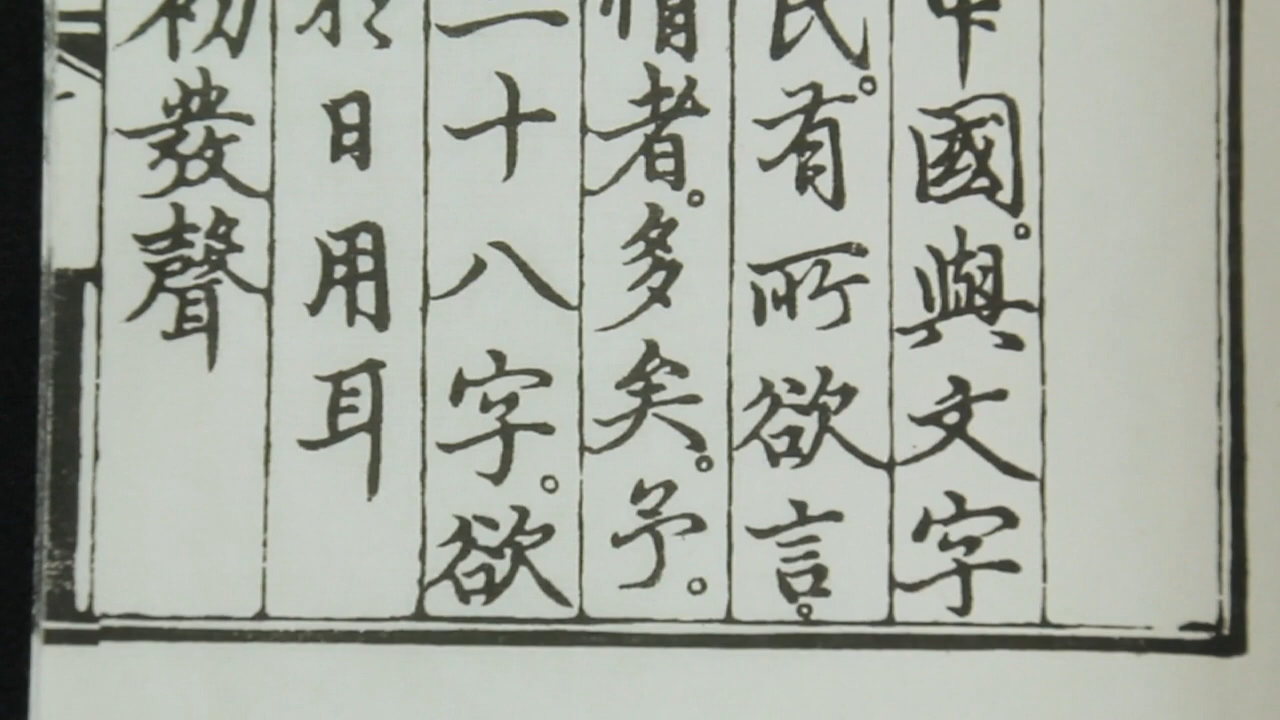 中國。與文字
民。有所欲言。
情者。多矣。予。
二十八字。欲
於日用耳
初發聲